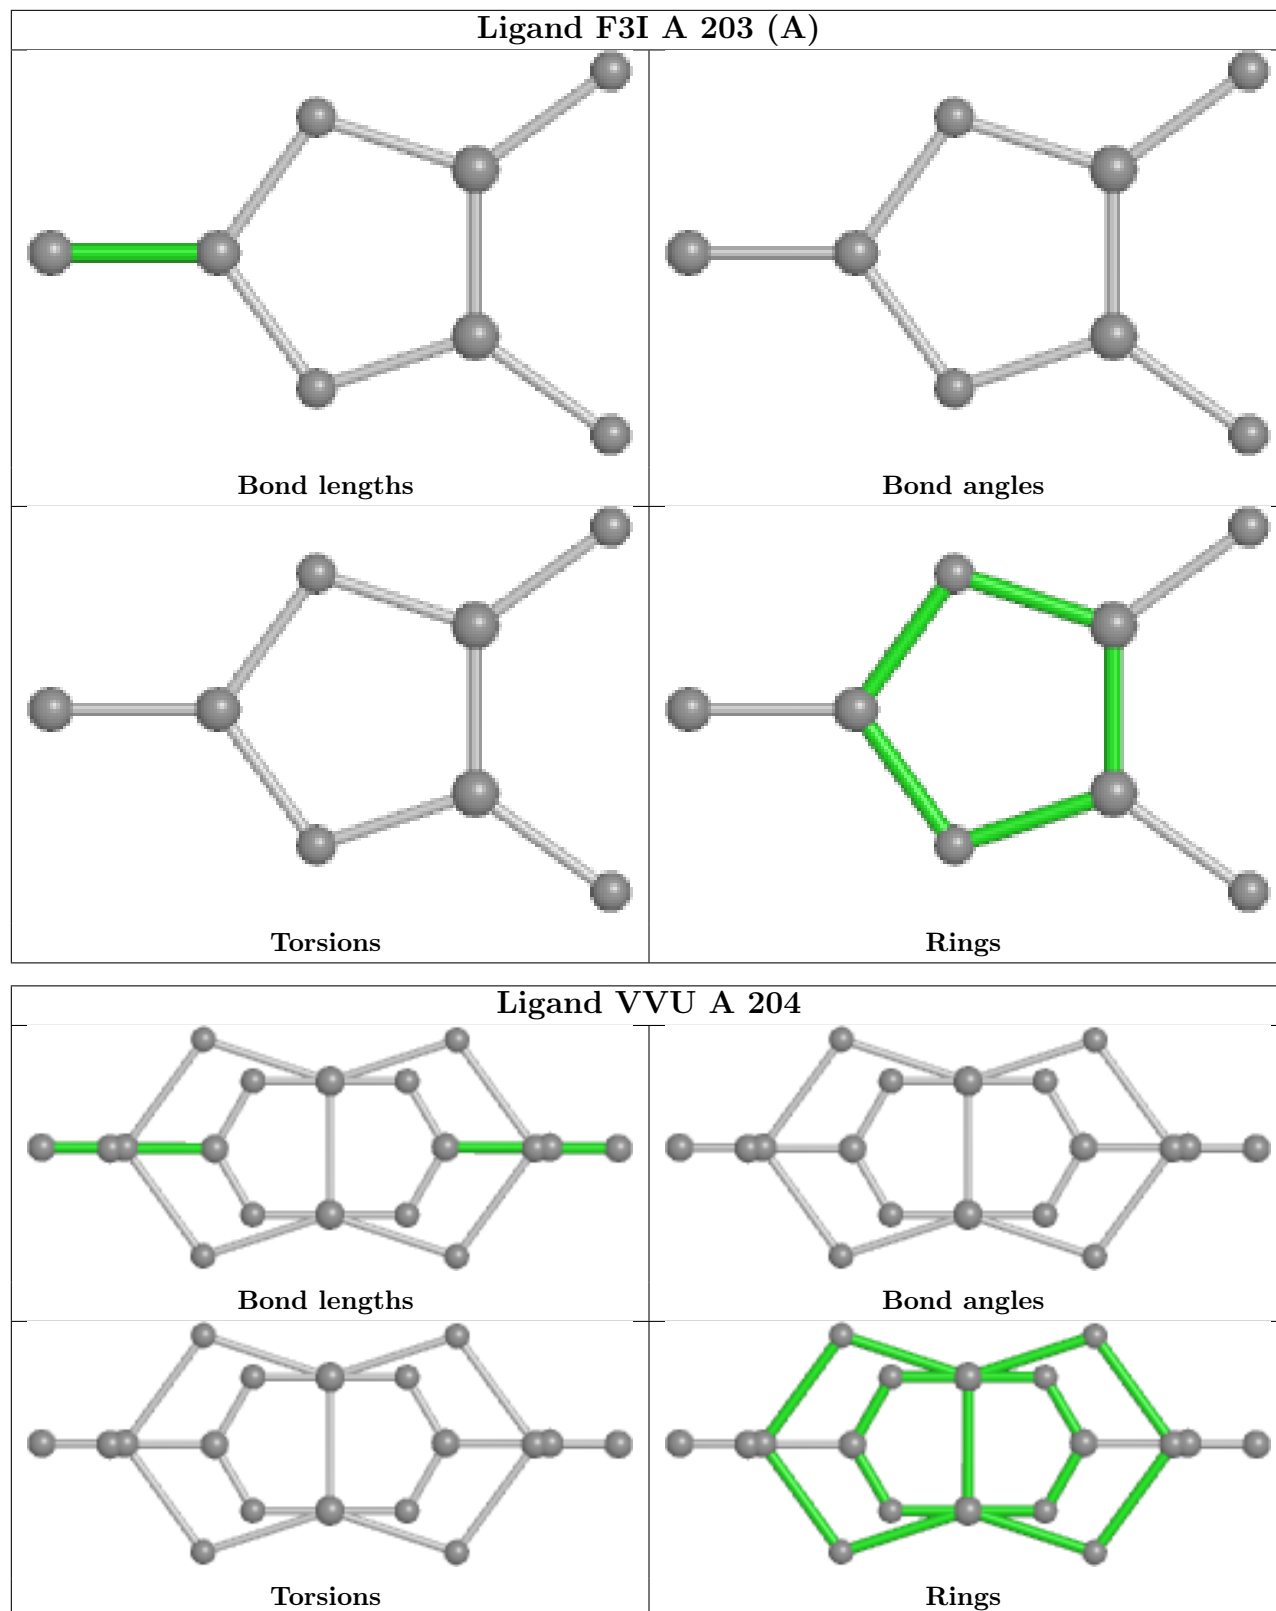 Ligand F3I A 203 (A)
Bond lengths
Bond angles
Torsions
Rings
Ligand VVU A 204
Bond lengths
Bond angles
Torsions
Rings